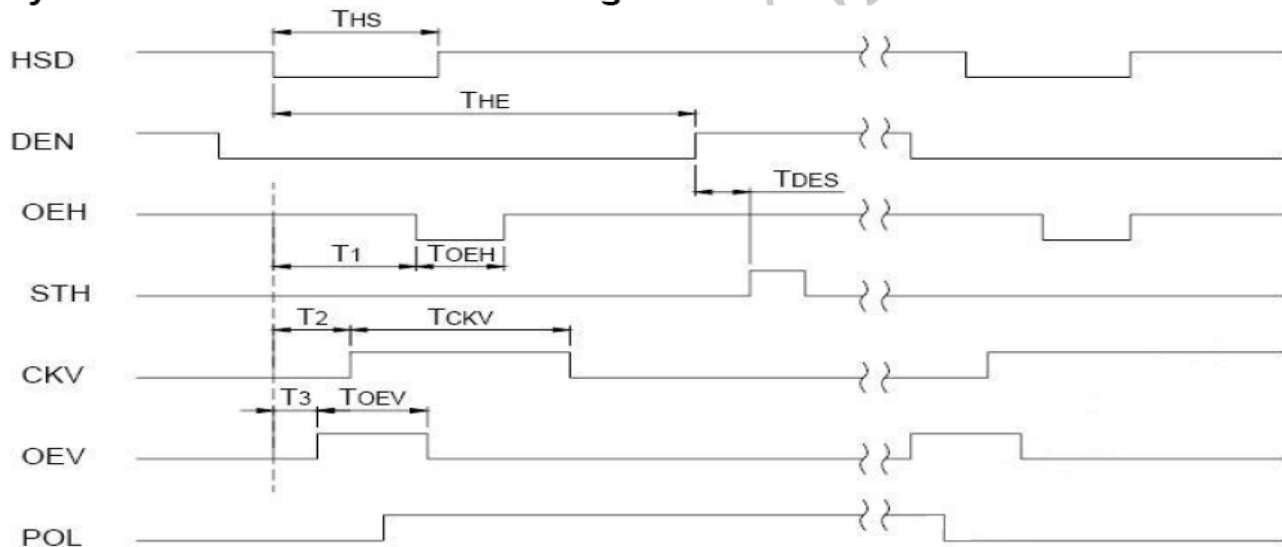 THS
HSD
THE
DEN
TDES
OEH
T1 TOEH
STH
T2 TCKV
CKV
T3 TOEV
OEV
POL